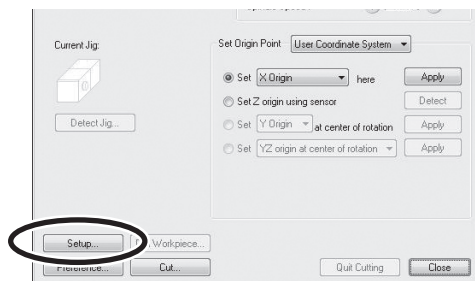 Current Jig:
Set Origin Point User Coordinate System
Set X Origin here Apply
Set Z origin using sensor Detect
Detect Jig...
Set Y Origin at center of rotation Apply
Set YZ origin at center of rotation Apply
Setup... Workpiece...
Preference... Cut... Quit Cutting Close